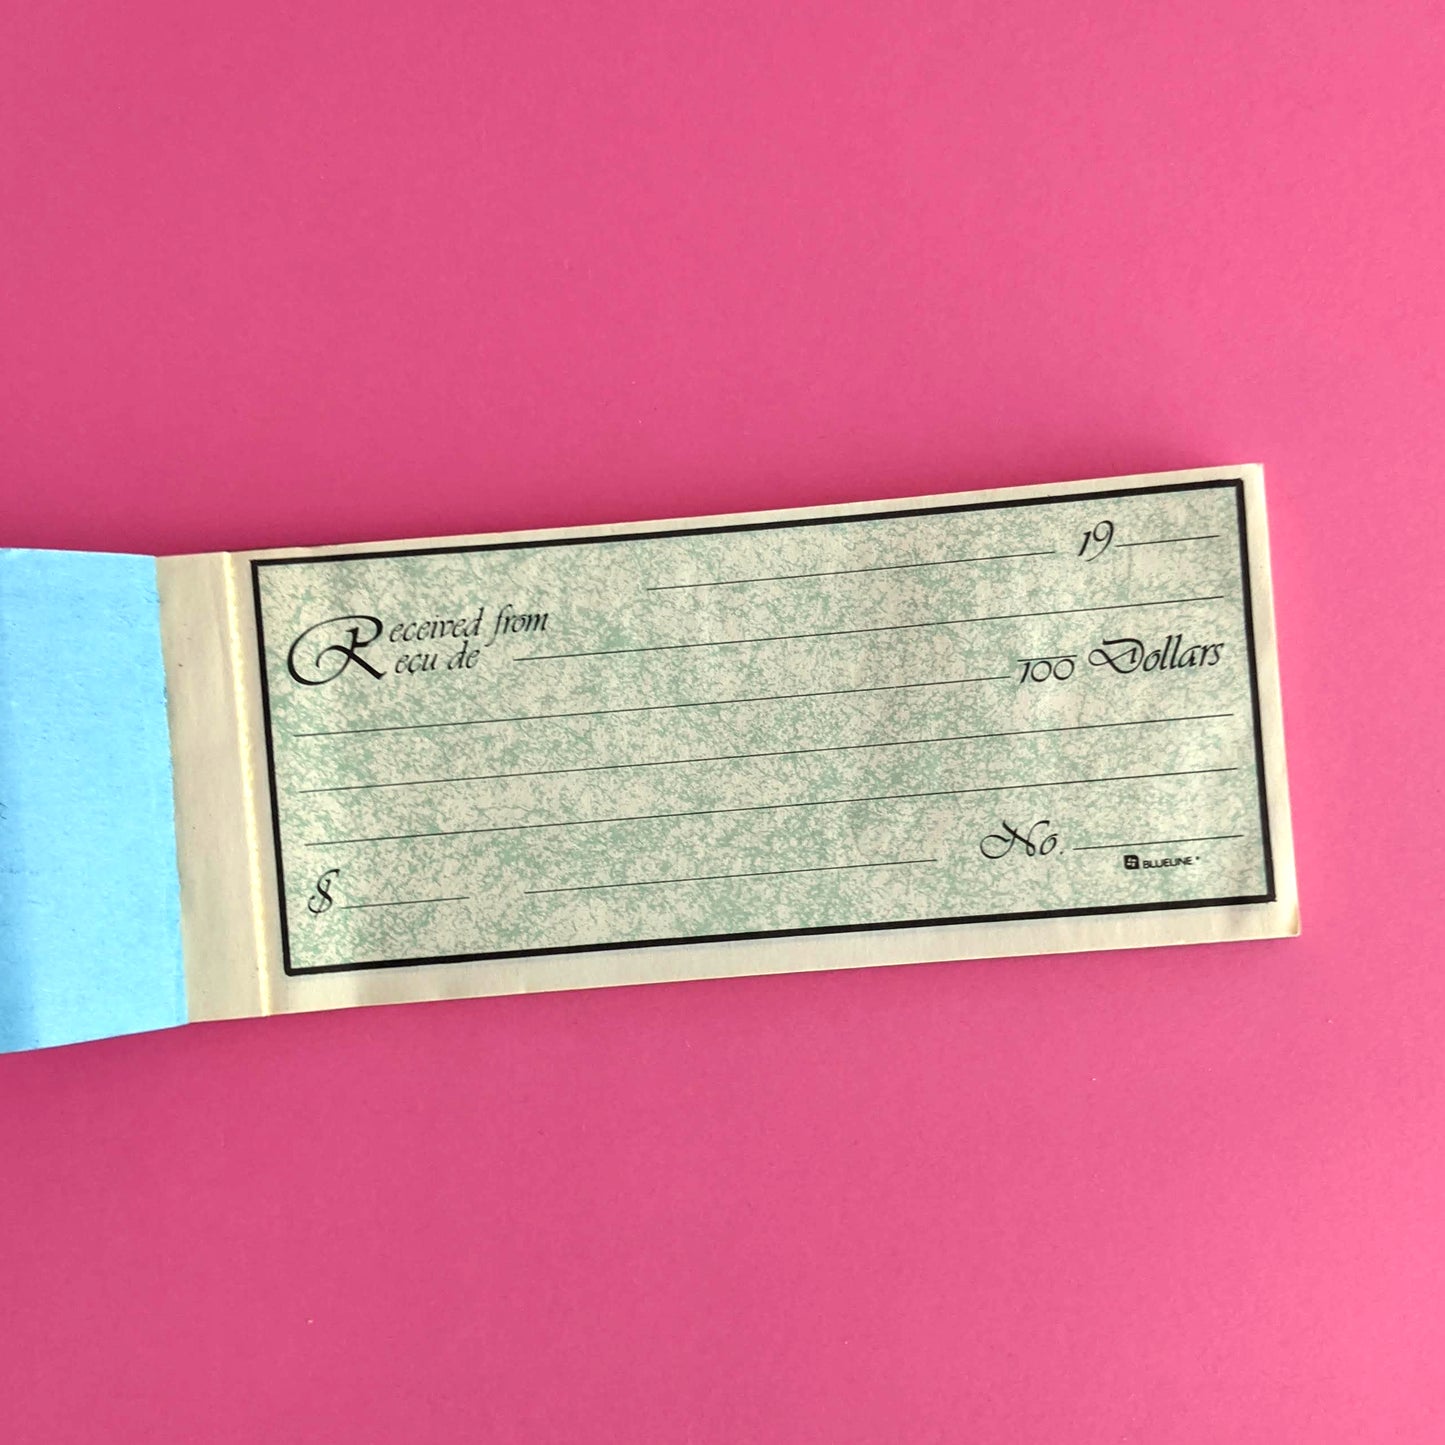 19
Received from
Reçu de
100 Dollars
No.
BLUELINE ®
$